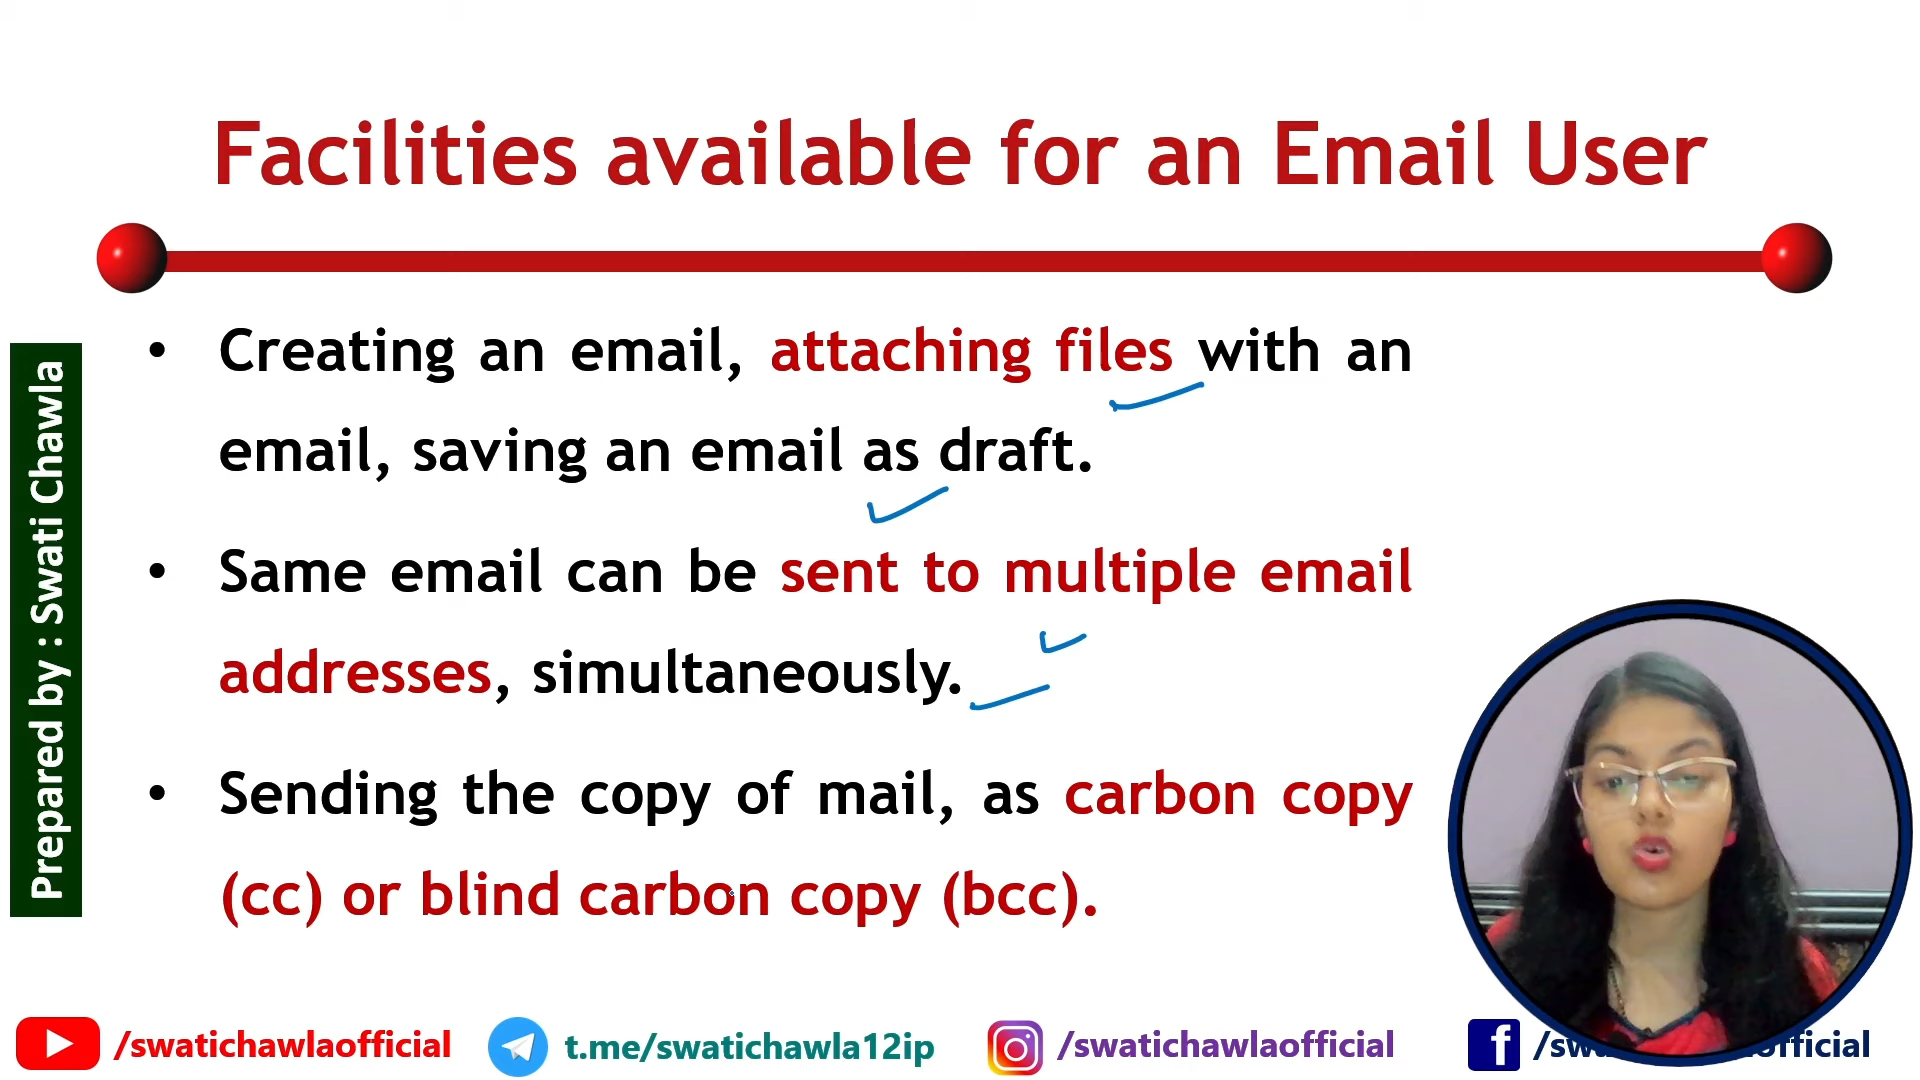 Facilities available for an Email User
Prepared by : Swati Chawla
• Creating an email, attaching files with an
email, saving an email as draft.
• Same email can be sent to multiple email
addresses, simultaneously.
• Sending the copy of mail, as carbon copy
(cc) or blind carbon copy (bcc).
/swatichawlaofficial
t.me/swatichawla12ip
/swatichawlaofficial